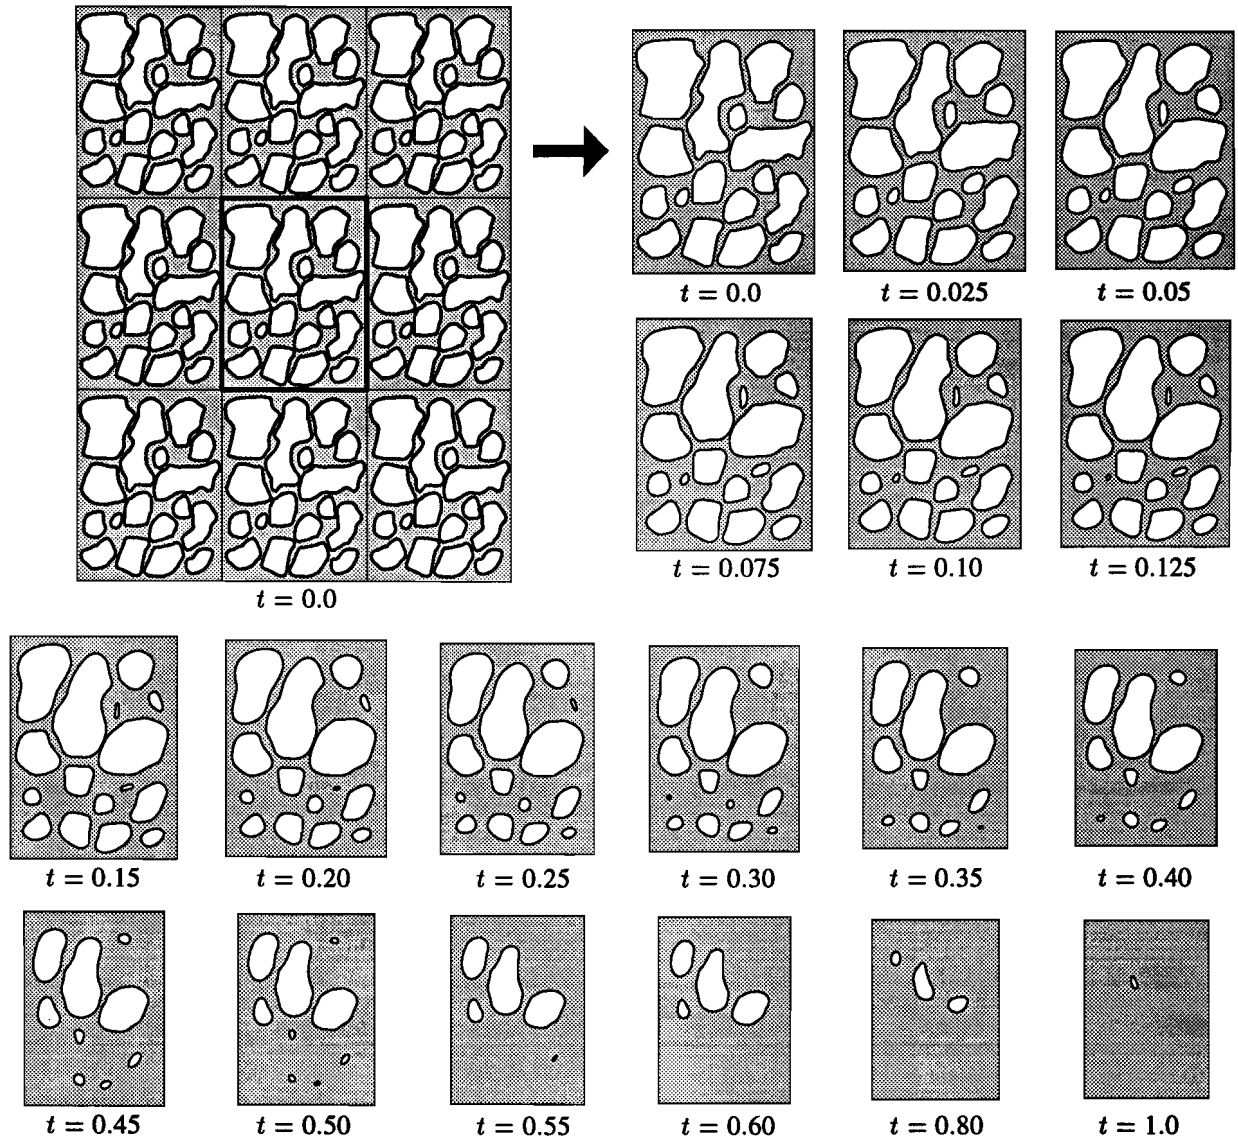 t = 0.0
t = 0.025
t = 0.05
t = 0.075
t = 0.10
t = 0.125
t = 0.0
t = 0.15
t = 0.20
t = 0.25
t = 0.30
t = 0.35
t = 0.40
t = 0.45
t = 0.50
t = 0.55
t = 0.60
t = 0.80
t = 1.0